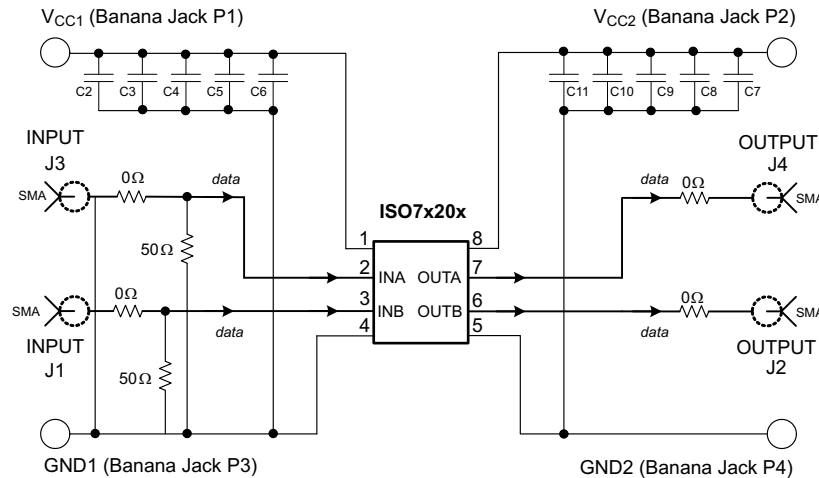 VCC1 (Banana Jack P1)
VCC2 (Banana Jack P2)
C2 C3 C4 C5 C6
C11 C10 C9 C8 C7
INPUT
J3
OUTPUT
J4
SMA
0Ω
data
data
0Ω
SMA
ISO7x20x
50Ω
1
8
2
INA
OUTA
7
3
INB
OUTB
6
4
5
SMA
0Ω
data
data
0Ω
SMA
INPUT
J1
OUTPUT
J2
50Ω
GND1 (Banana Jack P3)
GND2 (Banana Jack P4)